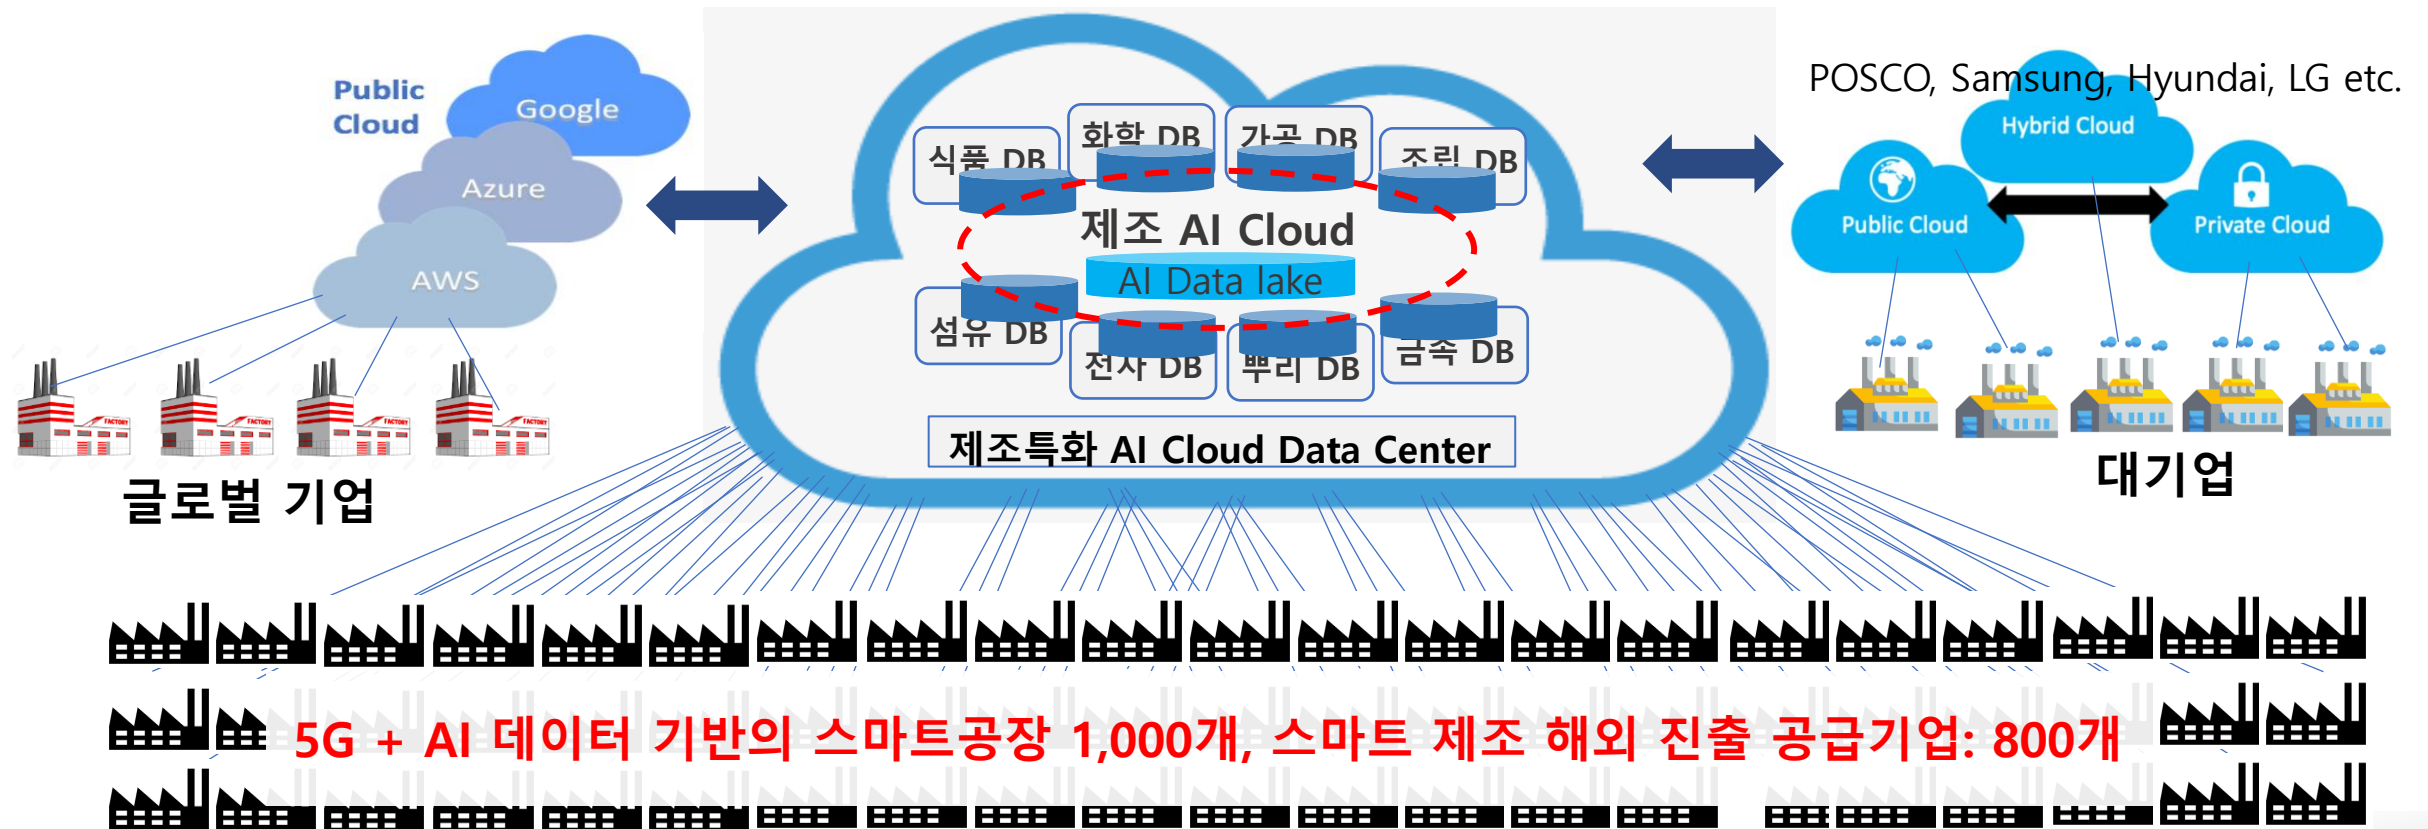 Public
Cloud
Google
Azure
AWS
FACTORY
FACTORY
FACTORY
FACTORY
글로벌 기업
식품 DB
화학 DB
가공 DB
조립 DB
제조 AI Cloud
AI Data lake
섬유 DB
전자 DB
뿌리 DB
금속 DB
제조특화 AI Cloud Data Center
POSCO, Samsung, Hyundai, LG etc.
Hybrid Cloud
Public Cloud
Private Cloud
대기업
5G + AI 데이터 기반의 스마트공장 1,000개, 스마트 제조 해외 진출 공급기업: 800개